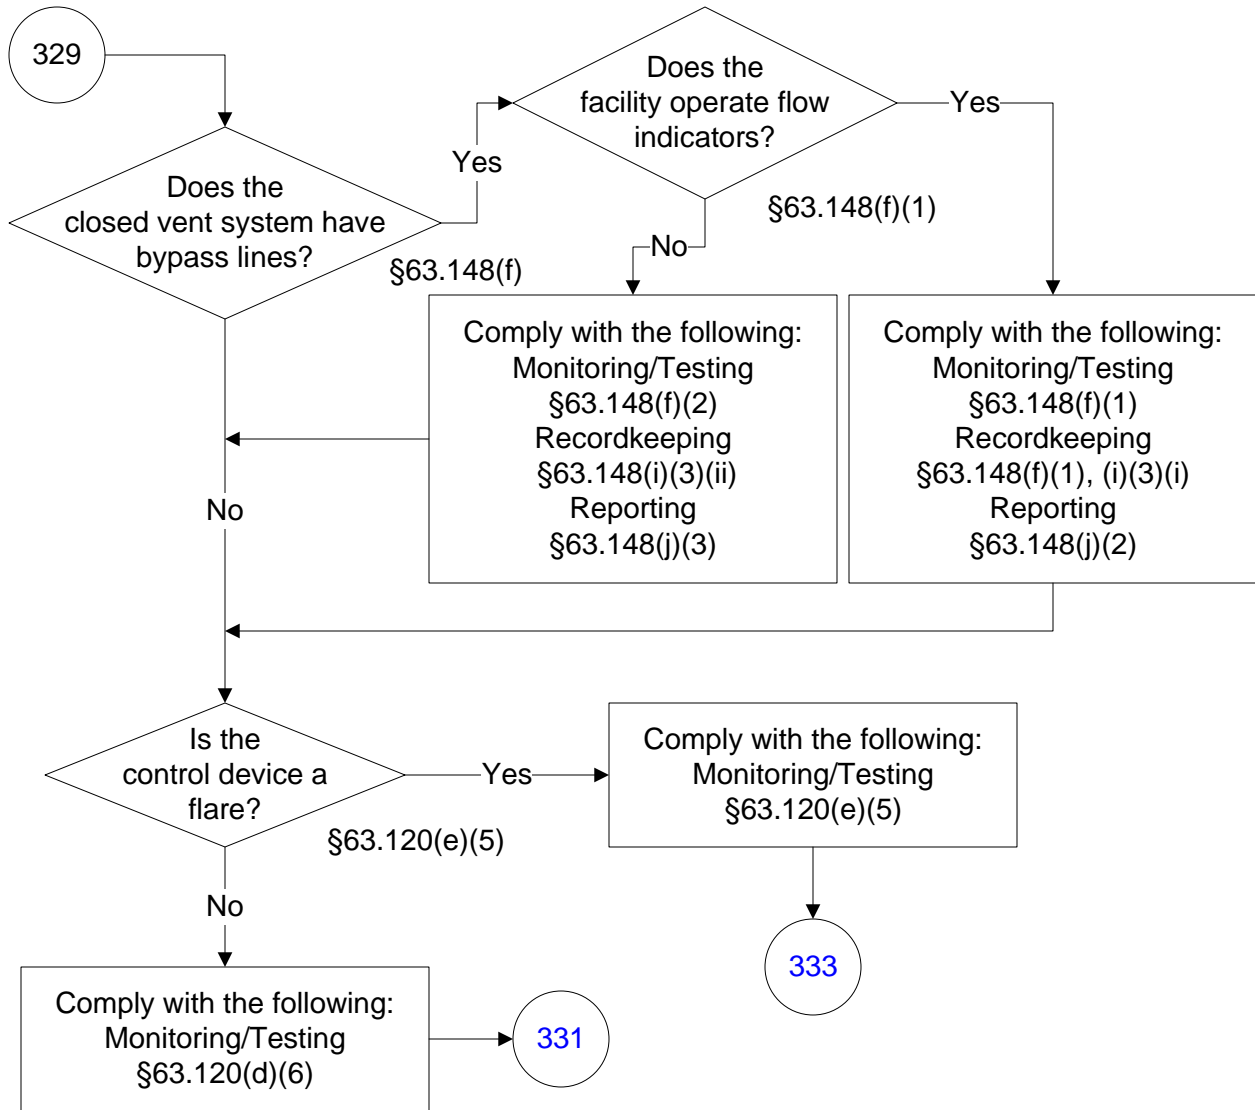 329
Does the
closed vent system have
bypass lines?
§63.148(f)
Yes
Does the
facility operate flow
indicators?
§63.148(f)(1)
Yes
No
Comply with the following:
Monitoring/Testing
§63.148(f)(2)
Recordkeeping
§63.148(i)(3)(ii)
Reporting
§63.148(j)(3)
Comply with the following:
Monitoring/Testing
§63.148(f)(1)
Recordkeeping
§63.148(f)(1), (i)(3)(i)
Reporting
§63.148(j)(2)
No
Is the
control device a
flare?
§63.120(e)(5)
Yes
Comply with the following:
Monitoring/Testing
§63.120(e)(5)
333
No
Comply with the following:
Monitoring/Testing
§63.120(d)(6)
331